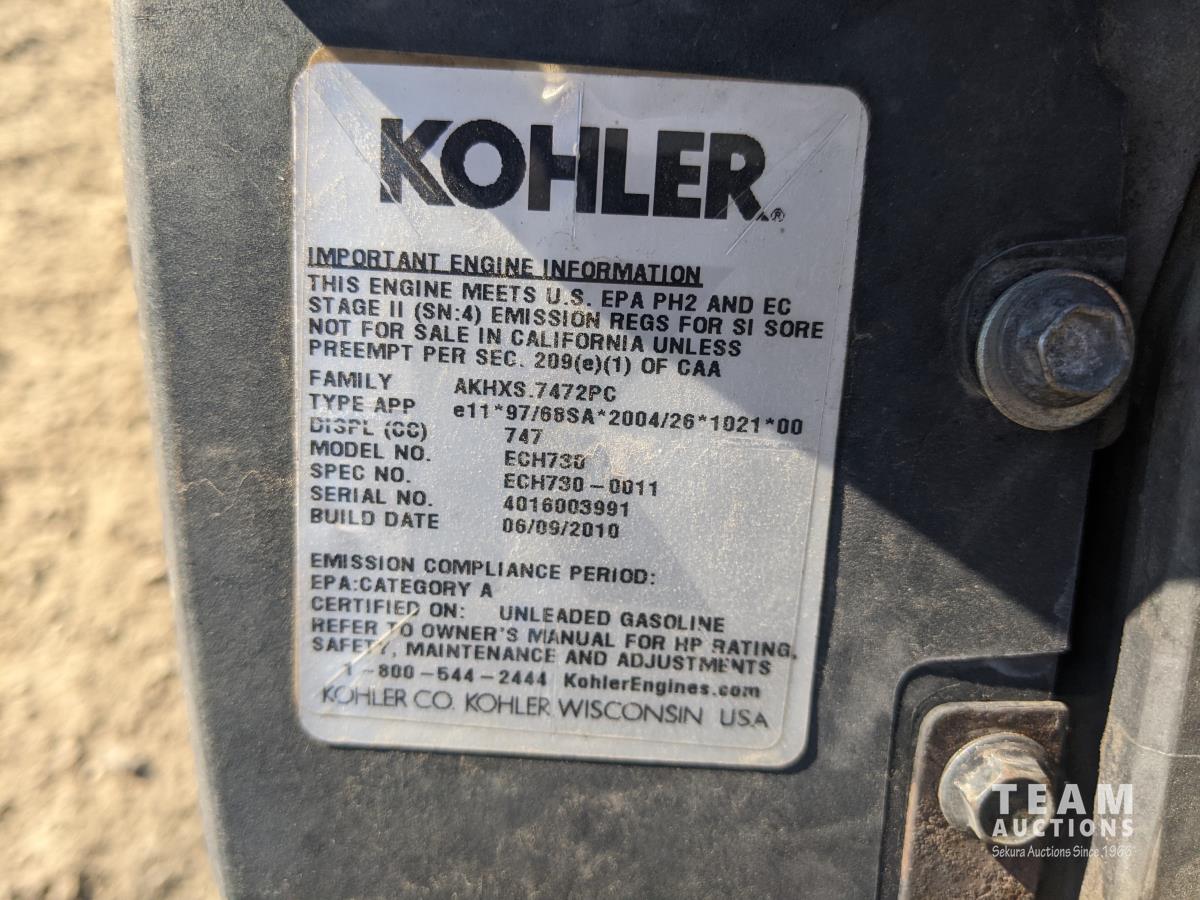 KOHLER®
IMPORTANT ENGINE INFORMATION
THIS ENGINE MEETS U.S. EPA PH2 AND EC
STAGE II (SN:4) EMISSION REGS FOR SI SORE
NOT FOR SALE IN CALIFORNIA UNLESS
PREEMPT PER SEC. 209(e)(1) OF CAA
FAMILY AKHXS.7472PC
TYPE APP e11*97/68SA*2004/26*1021*00
DISPL (CC) 747
MODEL NO. ECH730
SPEC NO. ECH730-0011
SERIAL NO. 4016003991
BUILD DATE 06/09/2010
EMISSION COMPLIANCE PERIOD:
EPA:CATEGORY A
CERTIFIED ON: UNLEADED GASOLINE
REFER TO OWNER'S MANUAL FOR HP RATING,
SAFETY, MAINTENANCE AND ADJUSTMENTS
1-800-544-2444 KohlerEngines.com
KOHLER CO. KOHLER WISCONSIN USA
TEAM
AUCTIONS
Sekura Auctions Since 1966